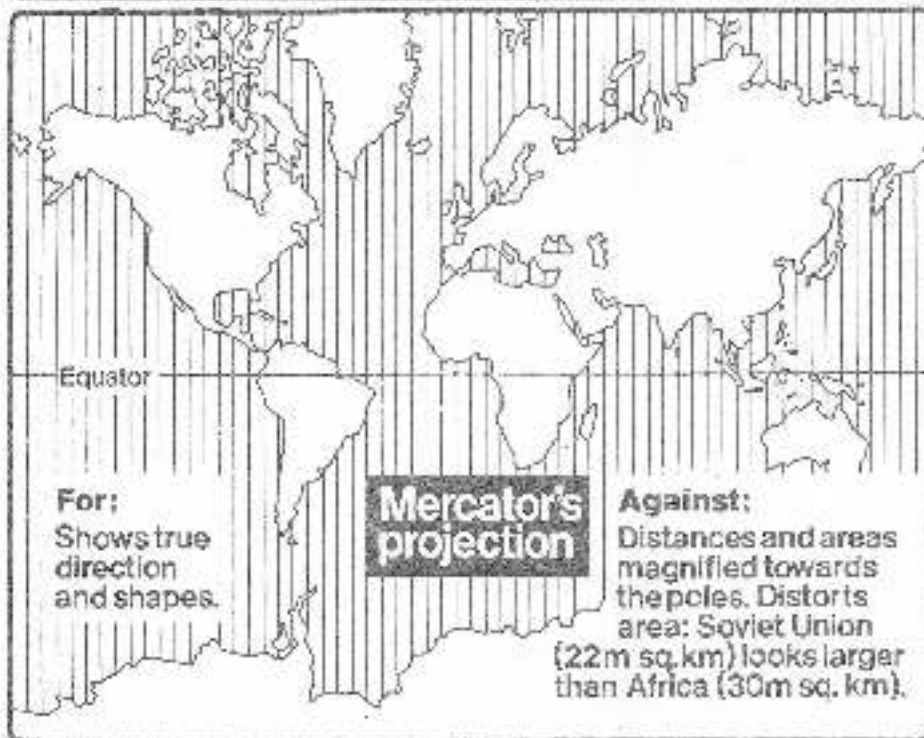 Equator
For:
Shows true
direction
and shapes.
Mercator's
projection
Against:
Distances and areas
magnified towards
the poles. Distorts
area: Soviet Union
(22m sq. km) looks larger
than Africa (30m sq. km).